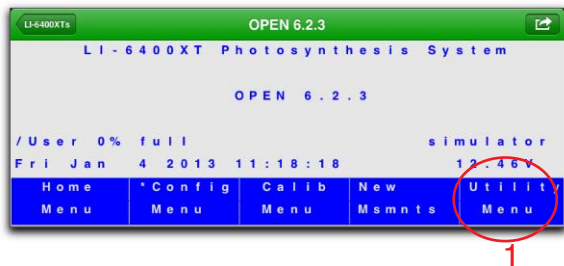 LI-6400XTs OPEN 6.2.3
LI-6400XT Photosynthesis System
OPEN 6.2.3
/User 0% full simulator
Fri Jan 4 2013 11:18:18 12.46V
Home *Config Calib New Utility
Menu Menu Menu Msmnts Menu
1